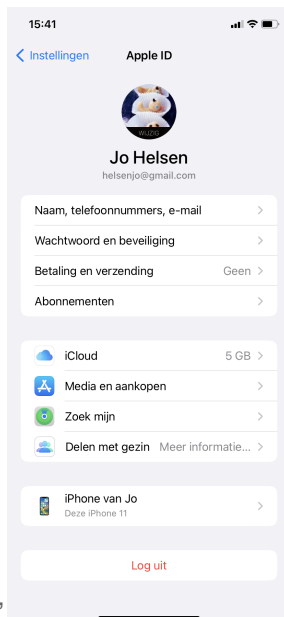 15:41
Instellingen Apple ID
WIJZIG
Jo Helsen
helsenjo@gmail.com
Naam, telefoonnummers, e-mail
Wachtwoord en beveiliging
Betaling en verzending Geen
Abonnementen
iCloud 5 GB
Media en aankopen
Zoek mijn
Delen met gezin Meer informatie...
iPhone van Jo
Deze iPhone 11
Log uit
,